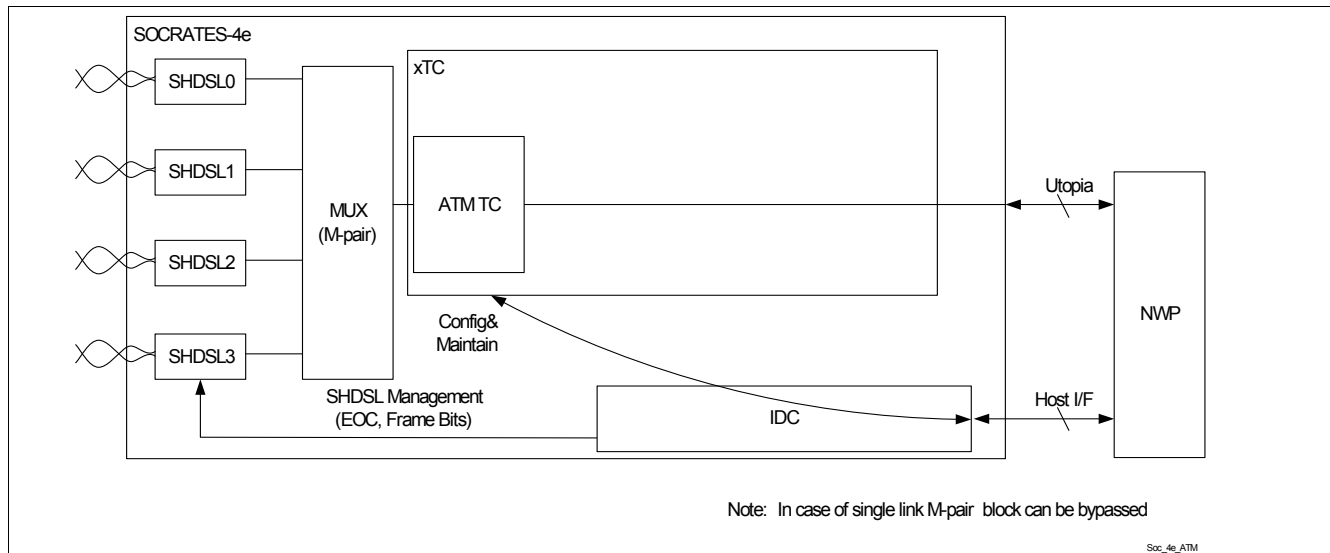 SOCRATES-4e
xTC
SHDSL0
SHDSL1
SHDSL2
SHDSL3
MUX
(M-pair)
ATM TC
Utopia
NWP
Config&
Maintain
SHDSL Management
(EOC, Frame Bits)
IDC
Host I/F
Note: In case of single link M-pair block can be bypassed
Soc_4e_ATM